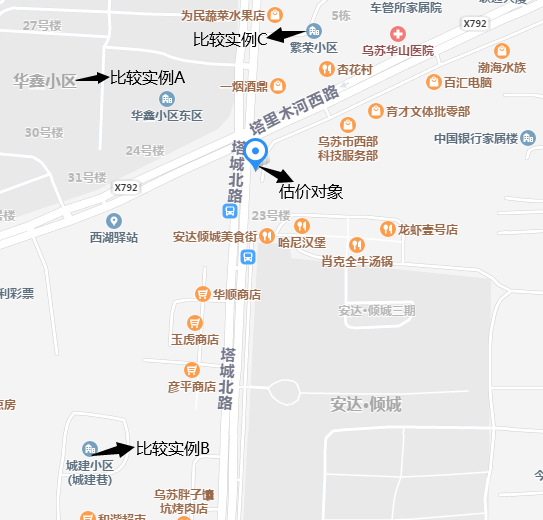 27号楼
为民蔬菜水果店
5栋
车管所家属院
X792
比较实例C
繁荣小区
乌苏华山医院
渤海水族
华鑫小区
比较实例A
杏花村
一烟酒鼎
百汇电脑
塔里木河西路
华鑫小区东区
育才文体批零部
30号楼
乌苏市西部
科技服务部
中国银行家属楼
24号楼
塔城北路
31号楼
X792
估价对象
号楼
23号楼
西湖驿站
安达倾城美食街
哈尼汉堡
龙虾壹号店
肖克全牛汤锅
利彩票
华顺商店
安达·倾城二期
玉虎商店
塔城北路
彦平商店
安达·倾城
点房
比较实例B
城建小区
(城建巷)
乌苏胖子馕
坑烤肉店
和谐超市